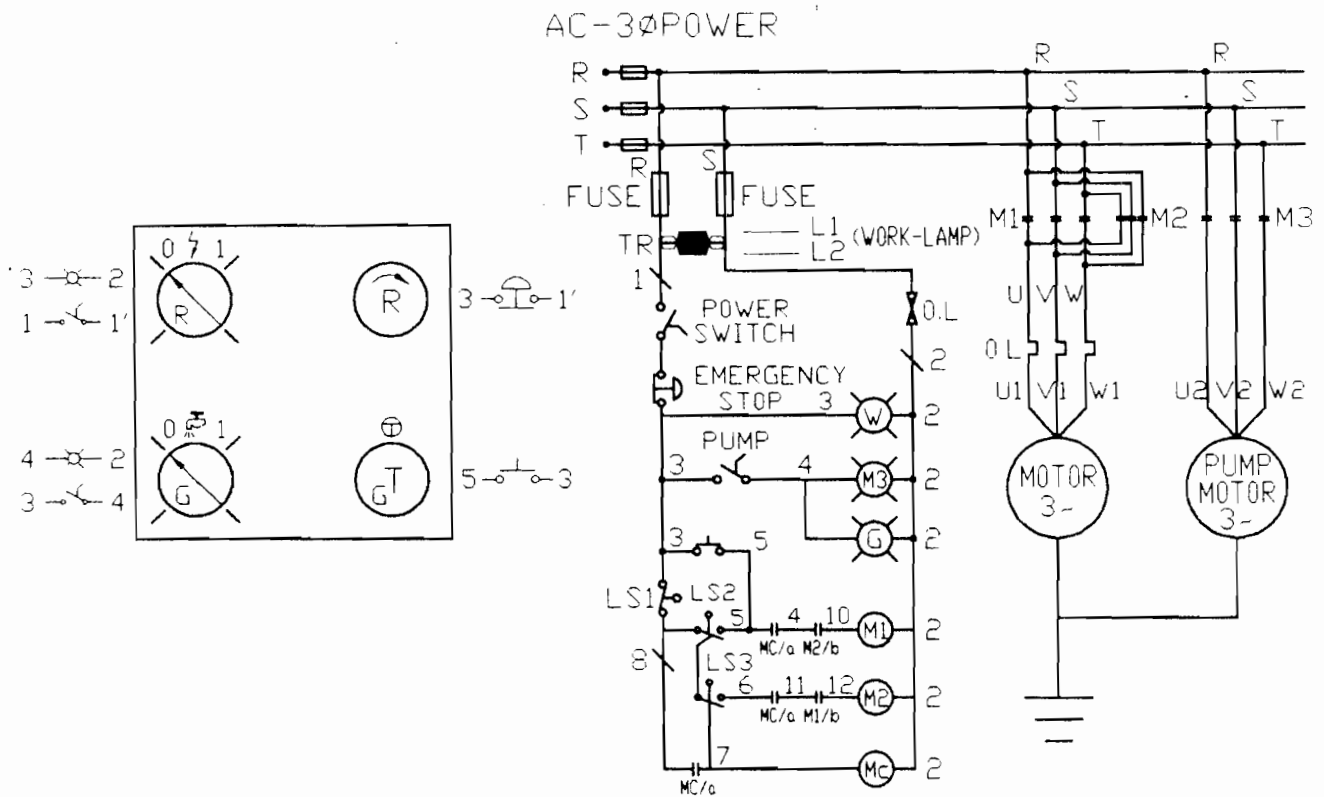 AC-3ØPOWER
R
R
R
S
S
S
T
T
T
R
S
FUSE
FUSE
M1
M2
M3
TR
L1
L2
(WORK-LAMP)
1
POWER
SWITCH
O.L
2
EMERGENCY
STOP
3
W
2
PUMP
3
4
M3
2
G
2
3
5
LS1
LS2
5
4
10
M1
2
MC/a
M2/b
8
LS3
6
11
12
M2
2
MC/a
M1/b
7
Mc
2
MC/a
U
V
W
OL
U1
V1
W1
U2
V2
W2
MOTOR
3~
PUMP
MOTOR
3~
0
1
3
2
R
R
3
1'
1
1'
0
1
4
2
G
G
T
5
3
3
4